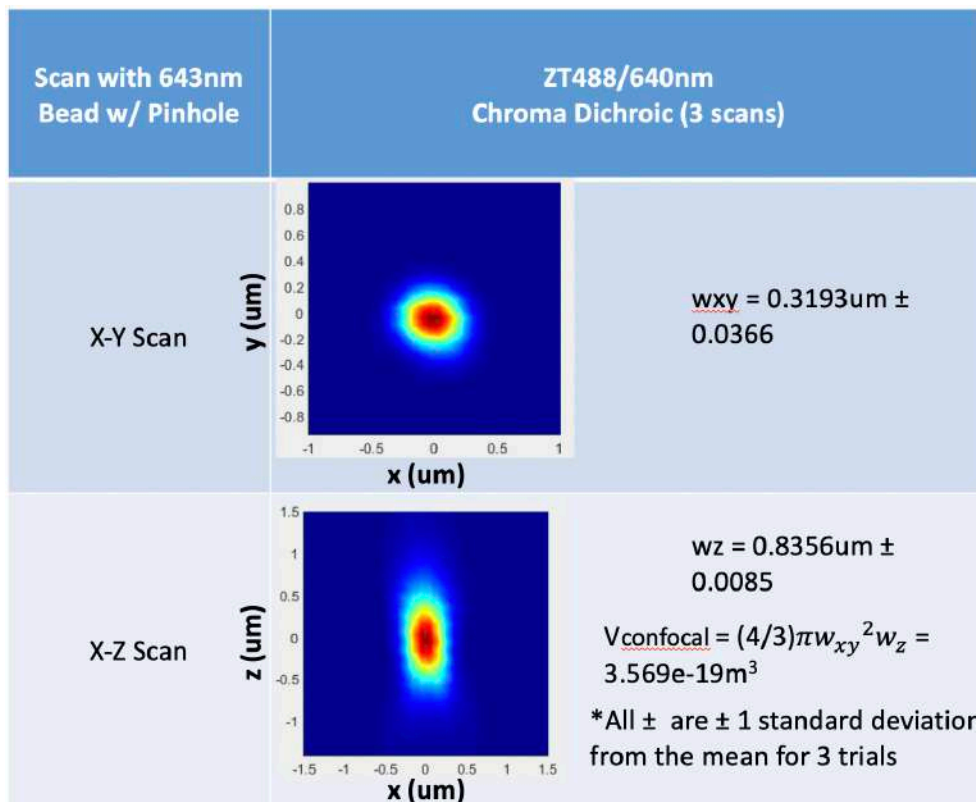 Scan with 643nm
Bead w/ Pinhole
ZT488/640nm
Chroma Dichroic (3 scans)
X-Y Scan
y (um)
0.8
0.6
0.4
0.2
0
-0.2
-0.4
-0.6
-0.8
-1
-0.5
0
0.5
1
x (um)
wxy = 0.3193um ±
0.0366
X-Z Scan
z (um)
1.5
1
0.5
0
-0.5
-1
-1.5
-1
-0.5
0
0.5
1
1.5
x (um)
wz = 0.8356um ±
0.0085
Vconfocal = (4/3)πw_{xy}²w_z =
3.569e-19m³
*All ± are ± 1 standard deviation
from the mean for 3 trials